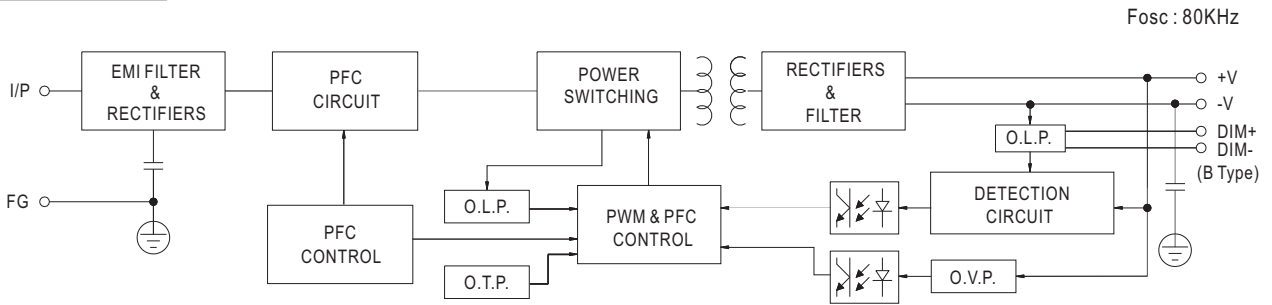 Fosc : 80KHz
I/P
EMI FILTER
&
RECTIFIERS
PFC
CIRCUIT
POWER
SWITCHING
RECTIFIERS
&
FILTER
+V
-V
DIM+
DIM-
(B Type)
O.L.P.
FG
O.L.P.
PFC
CONTROL
PWM & PFC
CONTROL
DETECTION
CIRCUIT
O.T.P.
O.V.P.